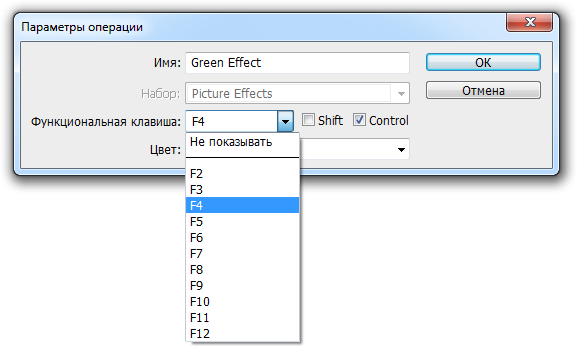 Параметры операции
Имя: Green Effect OK
Набор: Picture Effects Отмена
Функциональная клавиша: F4 Shift Control
Цвет:
Не показывать
F2
F3
F4
F5
F6
F7
F8
F9
F10
F11
F12